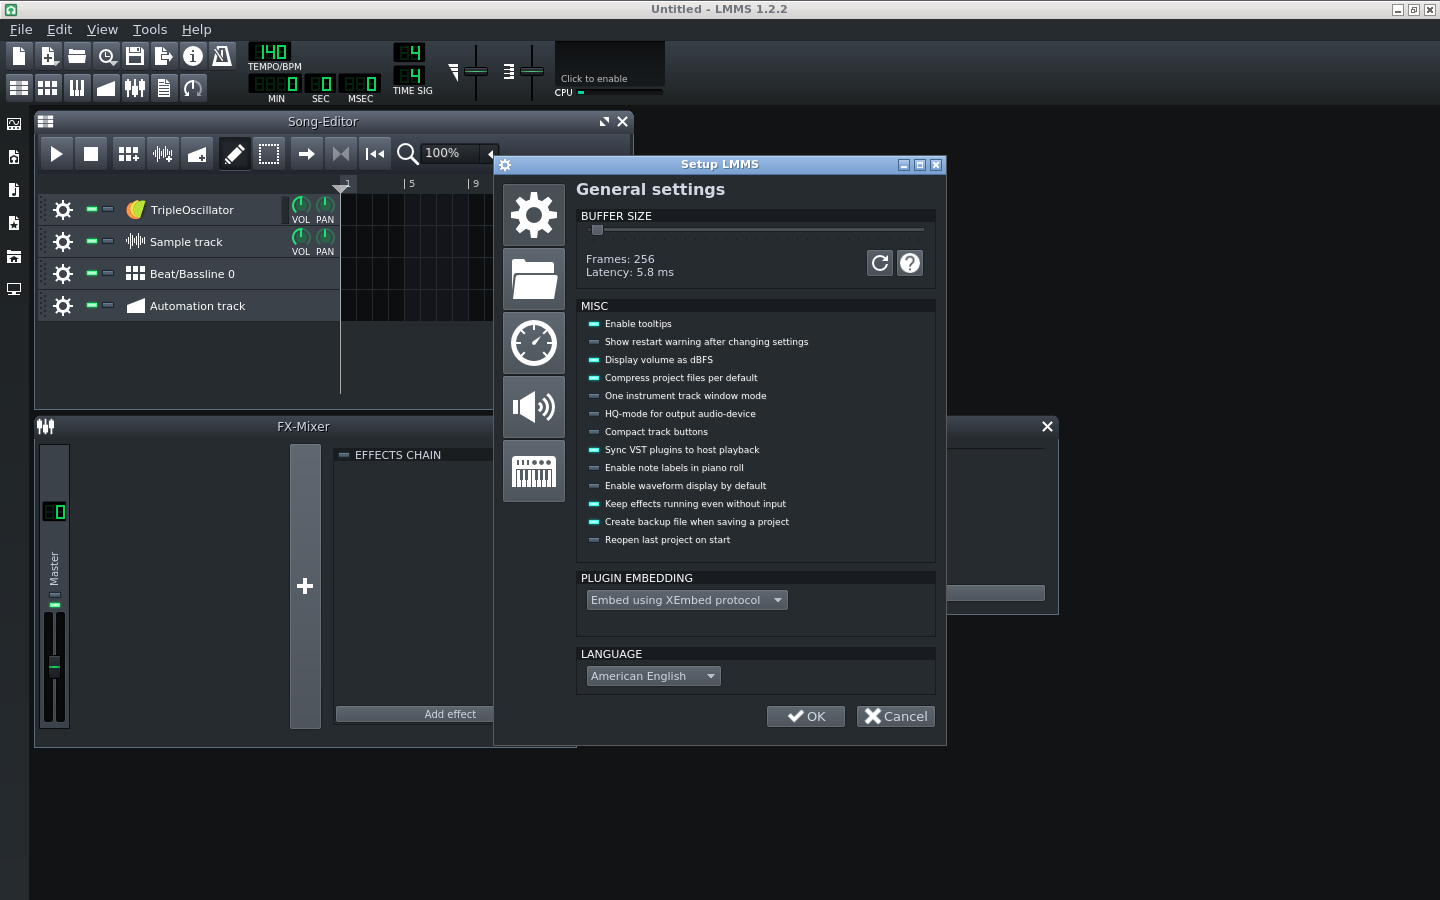 Untitled - LMMS 1.2.2
File Edit View Tools Help
140
TEMPO/BPM
4
4
TIME SIG
0 0 0
MIN SEC MSEC
Click to enable
CPU
Song-Editor
100%
1 5 9
TripleOscillator
VOL PAN
Sample track
VOL PAN
Beat/Bassline 0
Automation track
FX-Mixer
0
Master
EFFECTS CHAIN
Add effect
Setup LMMS
General settings
BUFFER SIZE
Frames: 256
Latency: 5.8 ms
MISC
Enable tooltips
Show restart warning after changing settings
Display volume as dBFS
Compress project files per default
One instrument track window mode
HQ-mode for output audio-device
Compact track buttons
Sync VST plugins to host playback
Enable note labels in piano roll
Enable waveform display by default
Keep effects running even without input
Create backup file when saving a project
Reopen last project on start
PLUGIN EMBEDDING
Embed using XEmbed protocol
LANGUAGE
American English
OK Cancel